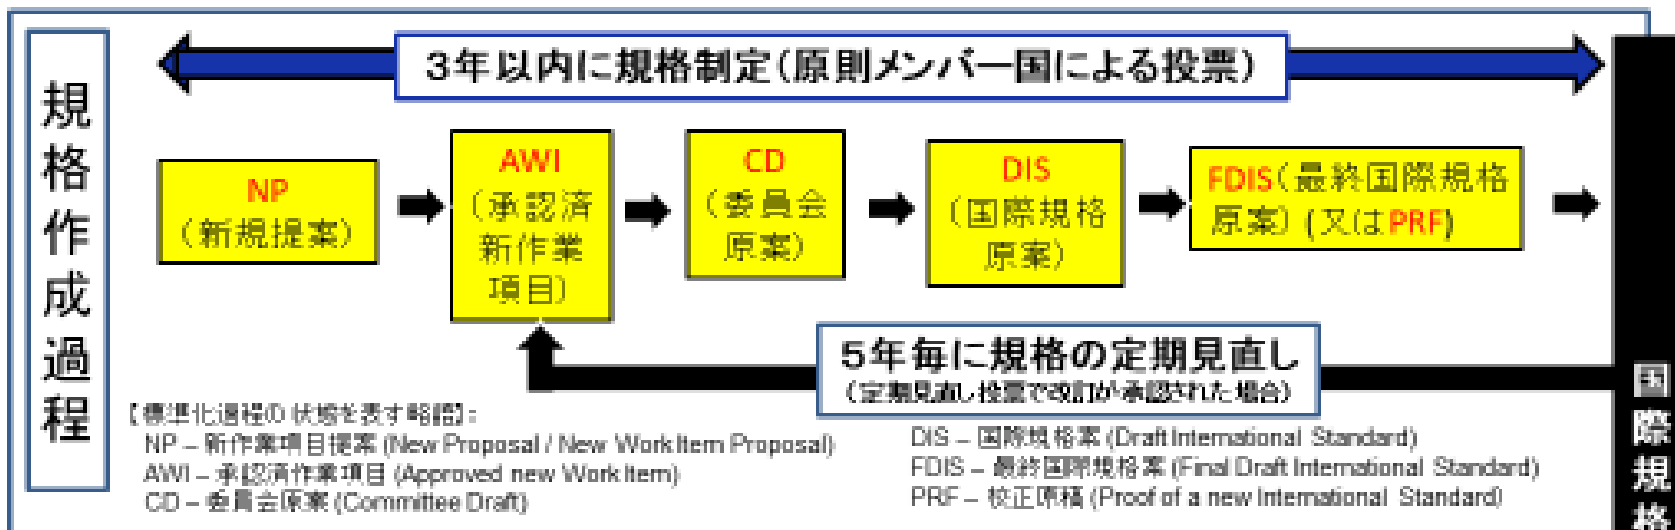 規格作成過程
3年以内に規格制定(原則メンバー国による投票)
NP
(新規提案)
AWI
(承認済
新作業
項目)
CD
(委員会
原案)
DIS
(国際規格
原案)
FDIS(最終国際規格
原案) (又はPRF)
5年毎に規格の定期見直し
(定期見直し投票で改訂が承認された場合)
国際規格
【標準化過程の状態を表す略語】:
NP – 新作業項目提案 (New Proposal / New Work Item Proposal)
AWI – 承認済作業項目 (Approved new Work Item)
CD – 委員会原案 (Committee Draft)
DIS – 国際規格案 (Draft International Standard)
FDIS – 最終国際規格案 (Final Draft International Standard)
PRF – 校正原稿 (Proof of a new International Standard)